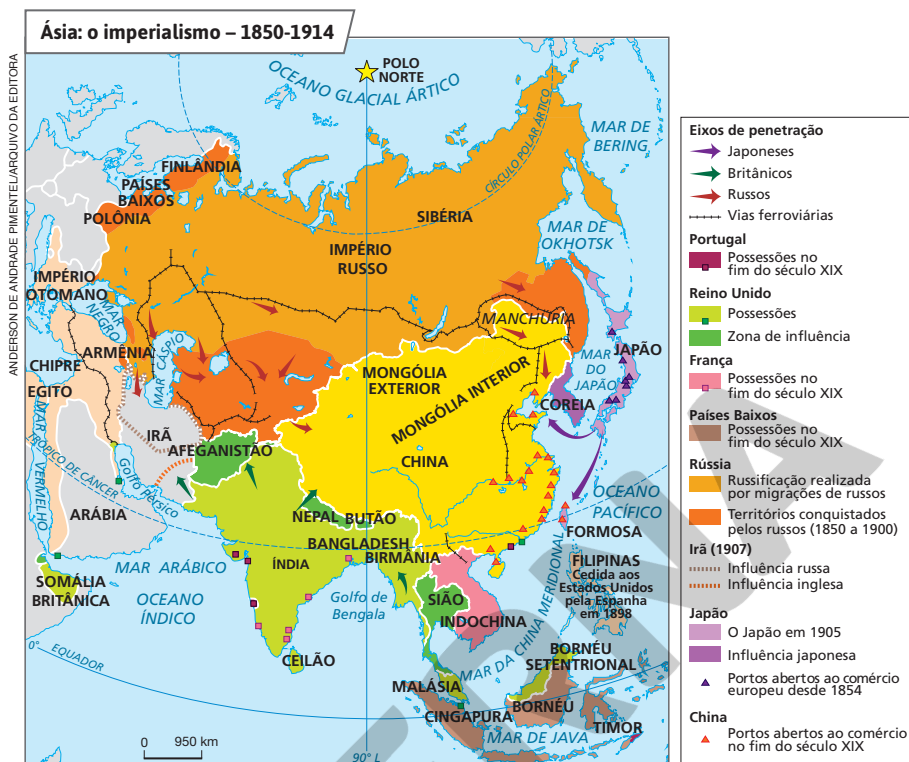 Ásia: o imperialismo – 1850-1914
ANDERSON DE ANDRADE PIMENTEL/ARQUIVO DA EDITORA
POLO
NORTE
OCEANO GLACIAL ÁRTICO
CÍRCULO POLAR ÁRTICO
MAR DE
BERING
FINLÂNDIA
PAÍSES
BAIXOS
POLÔNIA
SIBÉRIA
MAR DE
OKHOTSK
IMPÉRIO
RUSSO
IMPÉRIO
OTOMANO
MAR
NEGRO
MANCHÚRIA
ARMÊNIA
MAR CÁSPIO
CHIPRE
EGITO
MONGÓLIA
EXTERIOR
MONGÓLIA INTERIOR
MAR
DO
JAPÃO
JAPÃO
COREIA
IRÃ
AFEGANISTÃO
CHINA
MAR VERMELHO
TRÓPICO DE CÂNCER
Golfo Pérsico
ARÁBIA
NEPAL
BUTÃO
OCEANO
PACÍFICO
FORMOSA
BANGLADESH
BIRMÂNIA
MAR ARÁBICO
ÍNDIA
FILIPINAS
Cedida aos
Estados Unidos
pela Espanha
em 1898
SOMÁLIA
BRITÂNICA
OCEANO
ÍNDICO
Golfo de
Bengala
SIÃO
INDOCHINA
MAR DA CHINA MERIDIONAL
CEILÃO
BORNÉU
SETENTRIONAL
0°
EQUADOR
MALÁSIA
CINGAPURA
BORNÉU
TIMOR
MAR DE JAVA
0 950 km
90° L
Eixos de penetração
Japoneses
Britânicos
Russos
Vias ferroviárias
Portugal
Possessões no
fim do século XIX
Reino Unido
Possessões
Zona de influência
França
Possessões no
fim do século XIX
Países Baixos
Possessões no
fim do século XIX
Rússia
Russificação realizada
por migrações de russos
Territórios conquistados
pelos russos (1850 a 1900)
Irã (1907)
Influência russa
Influência inglesa
Japão
O Japão em 1905
Influência japonesa
Portos abertos ao comércio
europeu desde 1854
China
Portos abertos ao comércio
no fim do século XIX